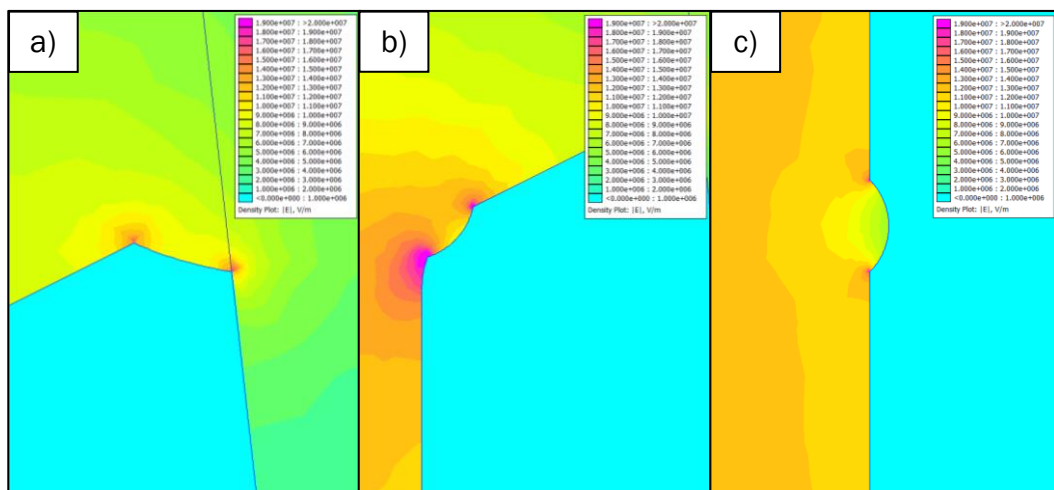 a)
1.900e+007 : >2.000e+007
1.800e+007 : 1.900e+007
1.700e+007 : 1.800e+007
1.600e+007 : 1.700e+007
1.500e+007 : 1.600e+007
1.400e+007 : 1.500e+007
1.300e+007 : 1.400e+007
1.200e+007 : 1.300e+007
1.100e+007 : 1.200e+007
1.000e+007 : 1.100e+007
9.000e+006 : 1.000e+007
8.000e+006 : 9.000e+006
7.000e+006 : 8.000e+006
6.000e+006 : 7.000e+006
5.000e+006 : 6.000e+006
4.000e+006 : 5.000e+006
3.000e+006 : 4.000e+006
2.000e+006 : 3.000e+006
1.000e+006 : 2.000e+006
<0.000e+000 : 1.000e+006
Density Plot: |E|, V/m
b)
1.900e+007 : >2.000e+007
1.800e+007 : 1.900e+007
1.700e+007 : 1.800e+007
1.600e+007 : 1.700e+007
1.500e+007 : 1.600e+007
1.400e+007 : 1.500e+007
1.300e+007 : 1.400e+007
1.200e+007 : 1.300e+007
1.100e+007 : 1.200e+007
1.000e+007 : 1.100e+007
9.000e+006 : 1.000e+007
8.000e+006 : 9.000e+006
7.000e+006 : 8.000e+006
6.000e+006 : 7.000e+006
5.000e+006 : 6.000e+006
4.000e+006 : 5.000e+006
3.000e+006 : 4.000e+006
2.000e+006 : 3.000e+006
1.000e+006 : 2.000e+006
<0.000e+000 : 1.000e+006
Density Plot: |E|, V/m
c)
1.900e+007 : >2.000e+007
1.800e+007 : 1.900e+007
1.700e+007 : 1.800e+007
1.600e+007 : 1.700e+007
1.500e+007 : 1.600e+007
1.400e+007 : 1.500e+007
1.300e+007 : 1.400e+007
1.200e+007 : 1.300e+007
1.100e+007 : 1.200e+007
1.000e+007 : 1.100e+007
9.000e+006 : 1.000e+007
8.000e+006 : 9.000e+006
7.000e+006 : 8.000e+006
6.000e+006 : 7.000e+006
5.000e+006 : 6.000e+006
4.000e+006 : 5.000e+006
3.000e+006 : 4.000e+006
2.000e+006 : 3.000e+006
1.000e+006 : 2.000e+006
<0.000e+000 : 1.000e+006
Density Plot: |E|, V/m